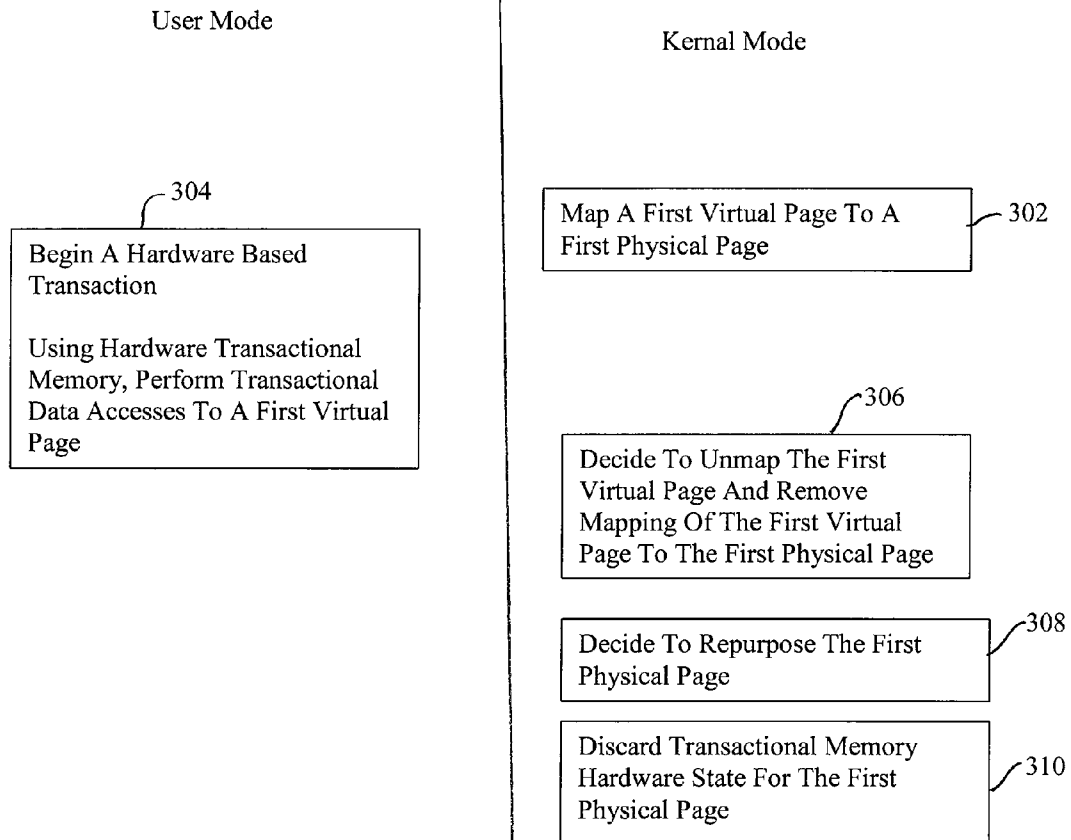 User Mode
Kernal Mode
304
Begin A Hardware Based
Transaction
Using Hardware Transactional
Memory, Perform Transactional
Data Accesses To A First Virtual
Page
Map A First Virtual Page To A
First Physical Page
302
306
Decide To Unmap The First
Virtual Page And Remove
Mapping Of The First Virtual
Page To The First Physical Page
308
Decide To Repurpose The First
Physical Page
Discard Transactional Memory
Hardware State For The First
Physical Page
310